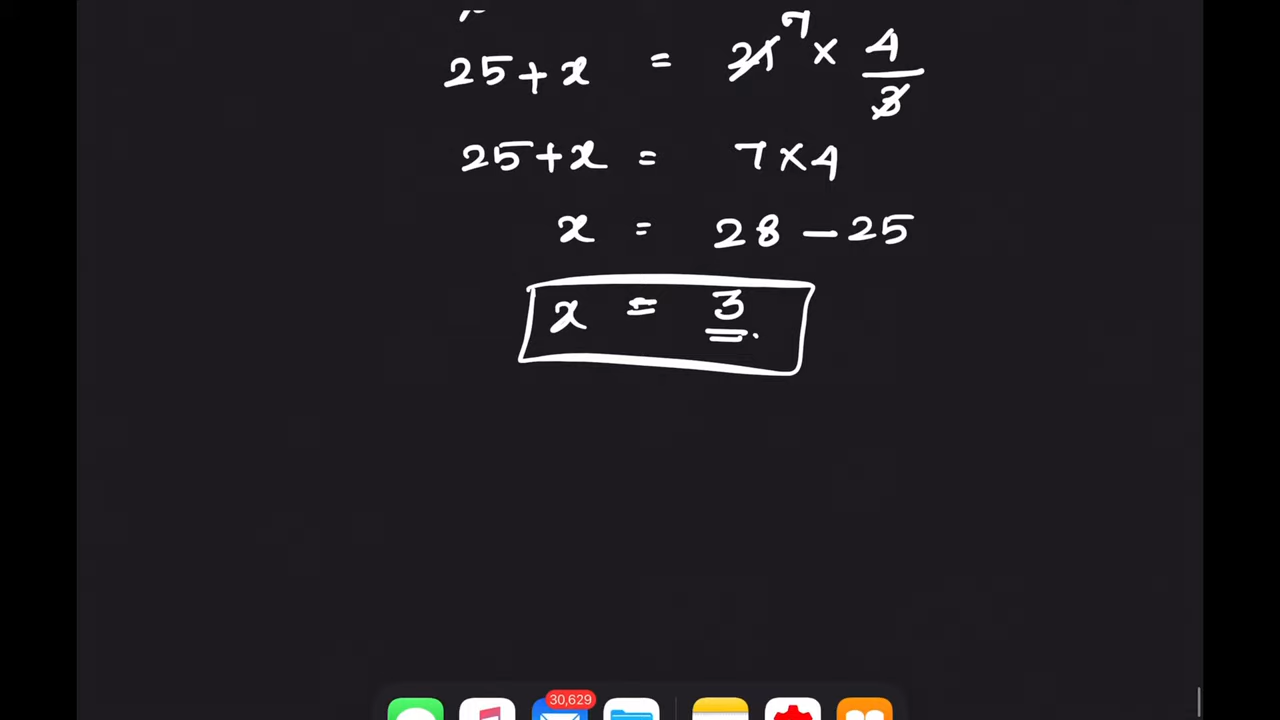 25 + x = 21 7 × 4/3
25 + x = 7 × 4
x = 28 − 25
x = 3.
30,629